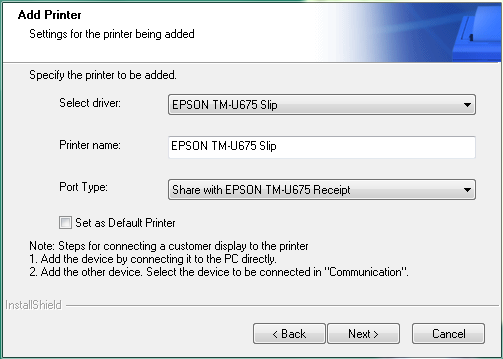 Add Printer
Settings for the printer being added
Specify the printer to be added.
Select driver: EPSON TM-U675 Slip
Printer name: EPSON TM-U675 Slip
Port Type: Share with EPSON TM-U675 Receipt
Set as Default Printer
Note: Steps for connecting a customer display to the printer
1. Add the device by connecting it to the PC directly.
2. Add the other device. Select the device to be connected in "Communication".
InstallShield
< Back Next > Cancel